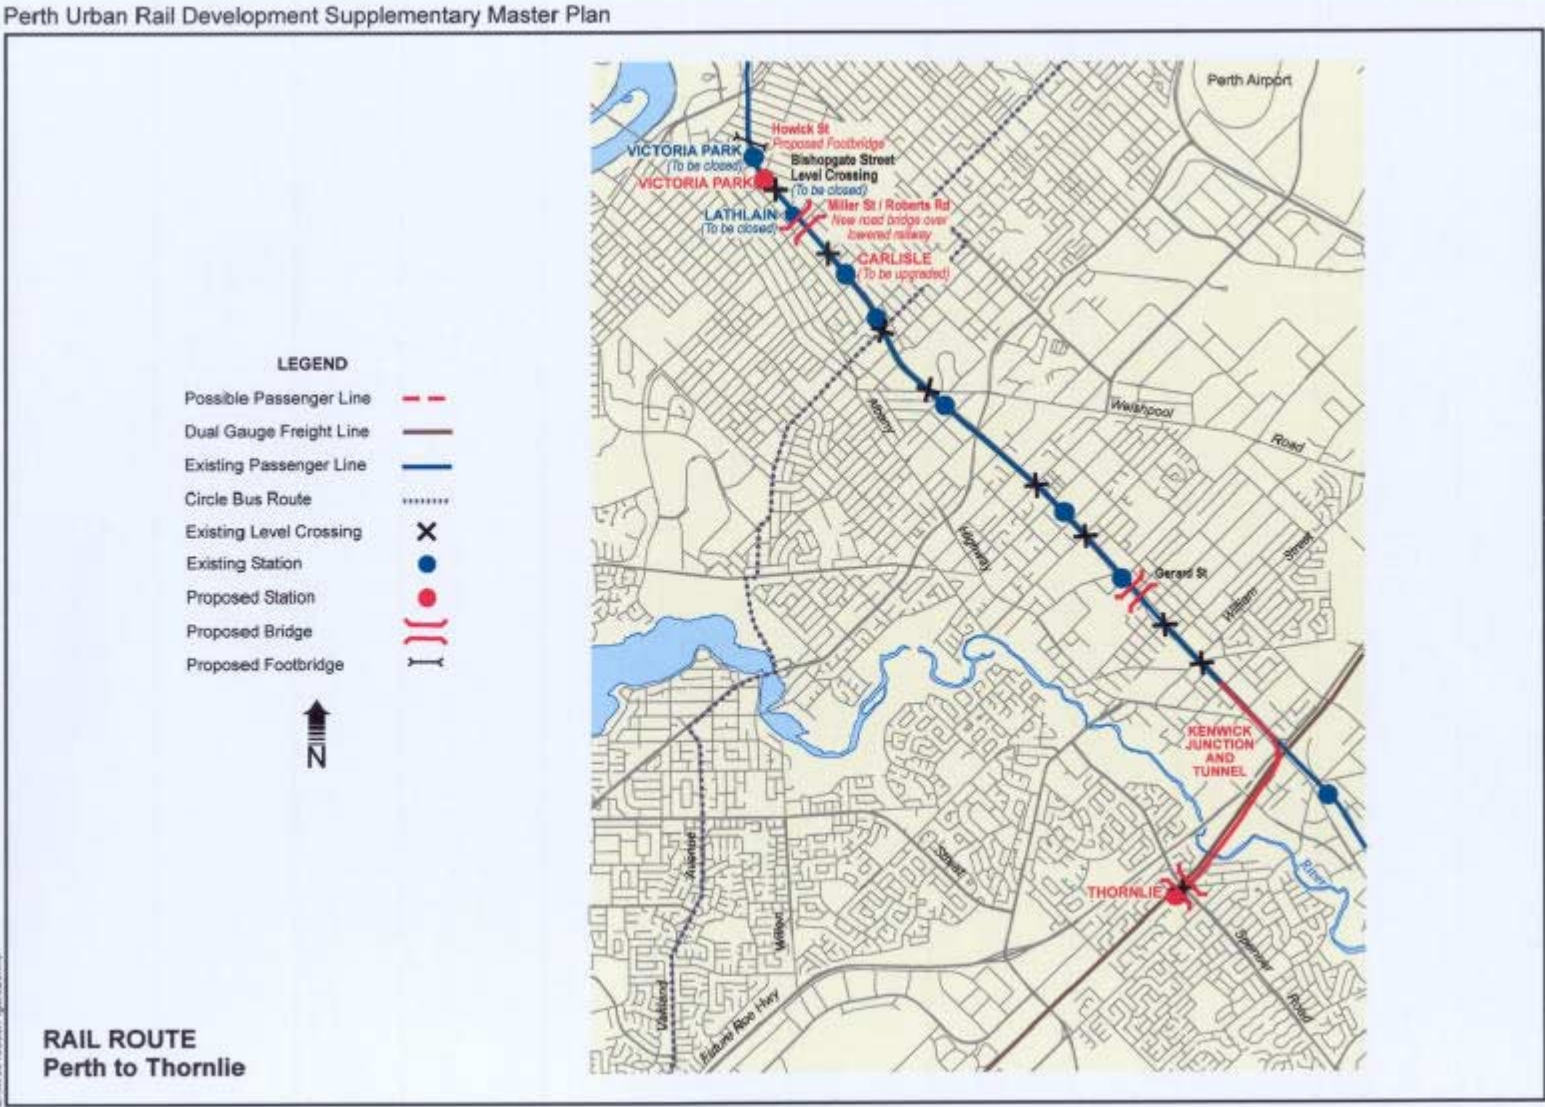 Perth Urban Rail Development Supplementary Master Plan
Perth Airport
Howick St
Proposed Footbridge
VICTORIA PARK
(To be closed)
Bishopgate Street
Level Crossing
(To be closed)
VICTORIA PARK
Miller St / Roberts Rd
New road bridge over
lowered railway
LATHLAIN
(To be closed)
CARLISLE
(To be upgraded)
LEGEND
Possible Passenger Line
Dual Gauge Freight Line
Existing Passenger Line
Circle Bus Route
Existing Level Crossing
Existing Station
Proposed Station
Proposed Bridge
Proposed Footbridge
N
Albany
Welshpool
Road
Highway
Street
Gerard St
William
KENWICK
JUNCTION
AND
TUNNEL
Avenue
Street
River
THORNLIE
Willeri
Spencer
Road
Vahland
Future Roe Hwy
RAIL ROUTE
Perth to Thornlie